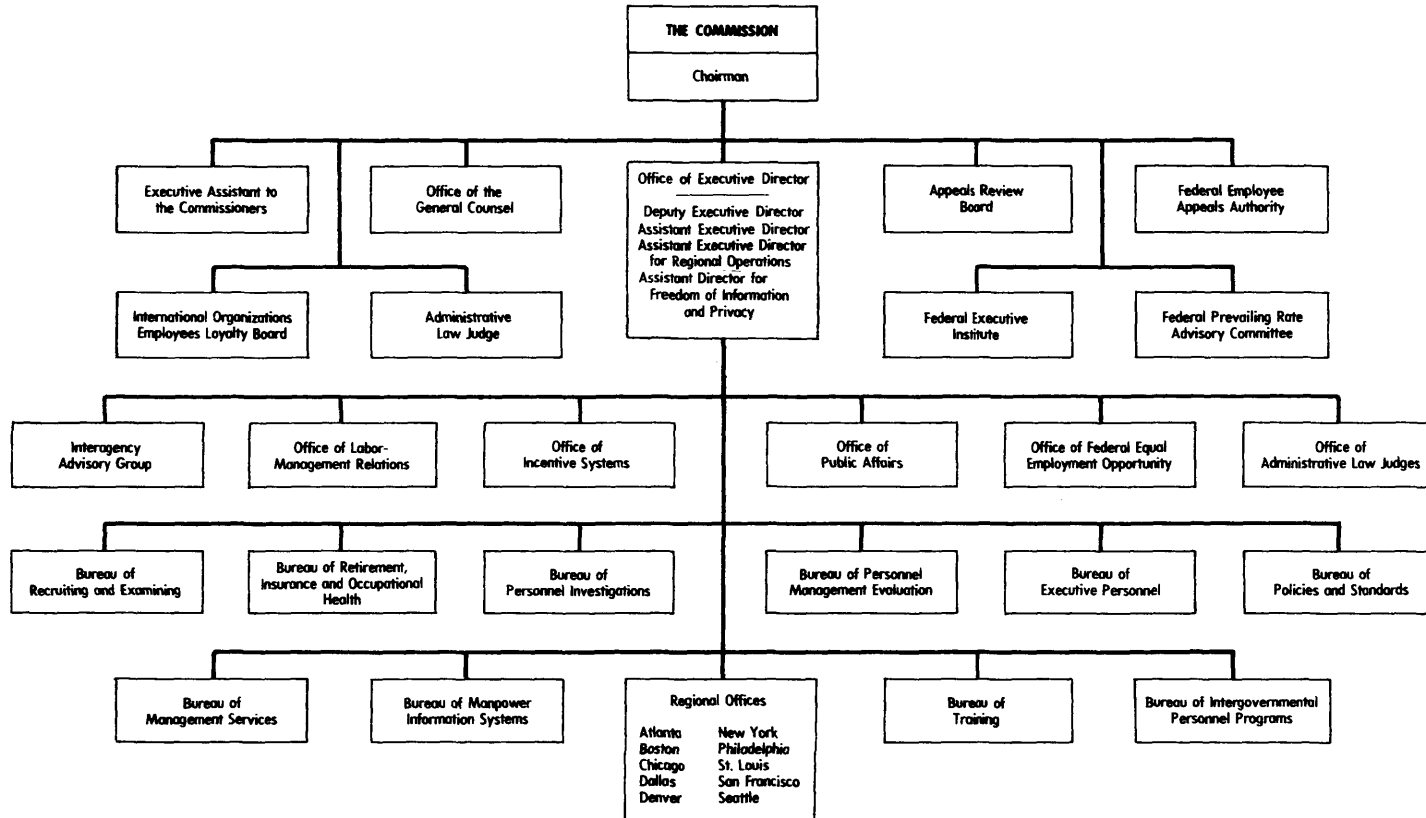 THE COMMISSION
Chairman
Executive Assistant to
the Commissioners
Office of the
General Counsel
Office of Executive Director
Deputy Executive Director
Assistant Executive Director
Assistant Executive Director
for Regional Operations
Assistant Director for
Freedom of Information
and Privacy
Appeals Review
Board
Federal Employee
Appeals Authority
International Organizations
Employees Loyalty Board
Administrative
Law Judge
Federal Executive
Institute
Federal Prevailing Rate
Advisory Committee
Interagency
Advisory Group
Office of Labor-
Management Relations
Office of
Incentive Systems
Office of
Public Affairs
Office of Federal Equal
Employment Opportunity
Office of
Administrative Law Judges
Bureau of
Recruiting and Examining
Bureau of Retirement,
Insurance and Occupational
Health
Bureau of
Personnel Investigations
Bureau of Personnel
Management Evaluation
Bureau of
Executive Personnel
Bureau of
Policies and Standards
Bureau of
Management Services
Bureau of Manpower
Information Systems
Regional Offices
Atlanta New York
Boston Philadelphia
Chicago St. Louis
Dallas San Francisco
Denver Seattle
Bureau of
Training
Bureau of Intergovernmental
Personnel Programs